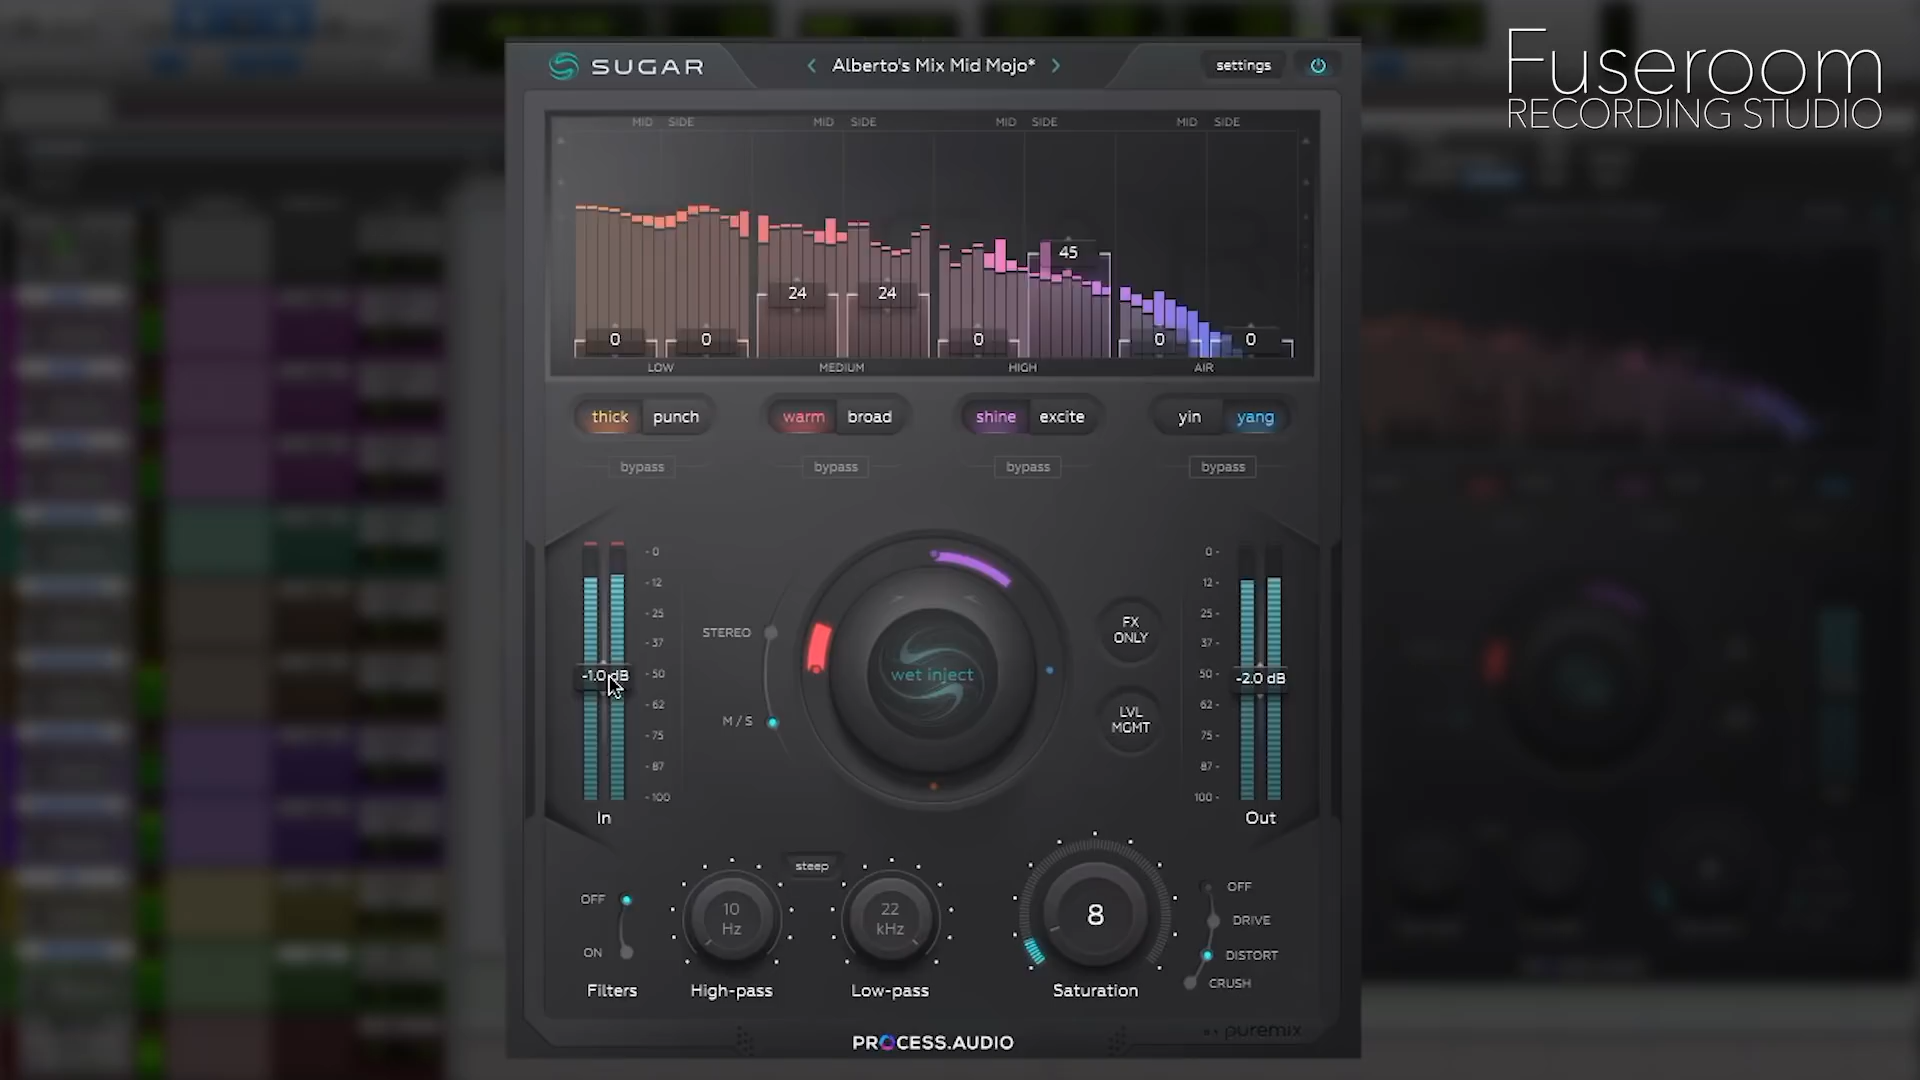 Fuseroom
RECORDING STUDIO
SUGAR
Alberto's Mix Mid Mojo*
settings
MID SIDE MID SIDE MID SIDE MID SIDE
45
24 24
0 0 0 0 0
LOW MEDIUM HIGH AIR
thick punch warm broad shine excite yin yang
bypass bypass bypass bypass
- 0
- 12
- 25
- 37
- 50
- 62
- 75
- 87
- 100
-1.0 dB
In
STEREO
M / S
wet inject
FX
ONLY
LVL
MGMT
0 -
12 -
25 -
37 -
50 -
62 -
75 -
87 -
100 -
-2.0 dB
Out
OFF
ON
Filters
steep
10
Hz
High-pass
22
kHz
Low-pass
8
Saturation
OFF
DRIVE
DISTORT
CRUSH
PROCESS.AUDIO
puremix